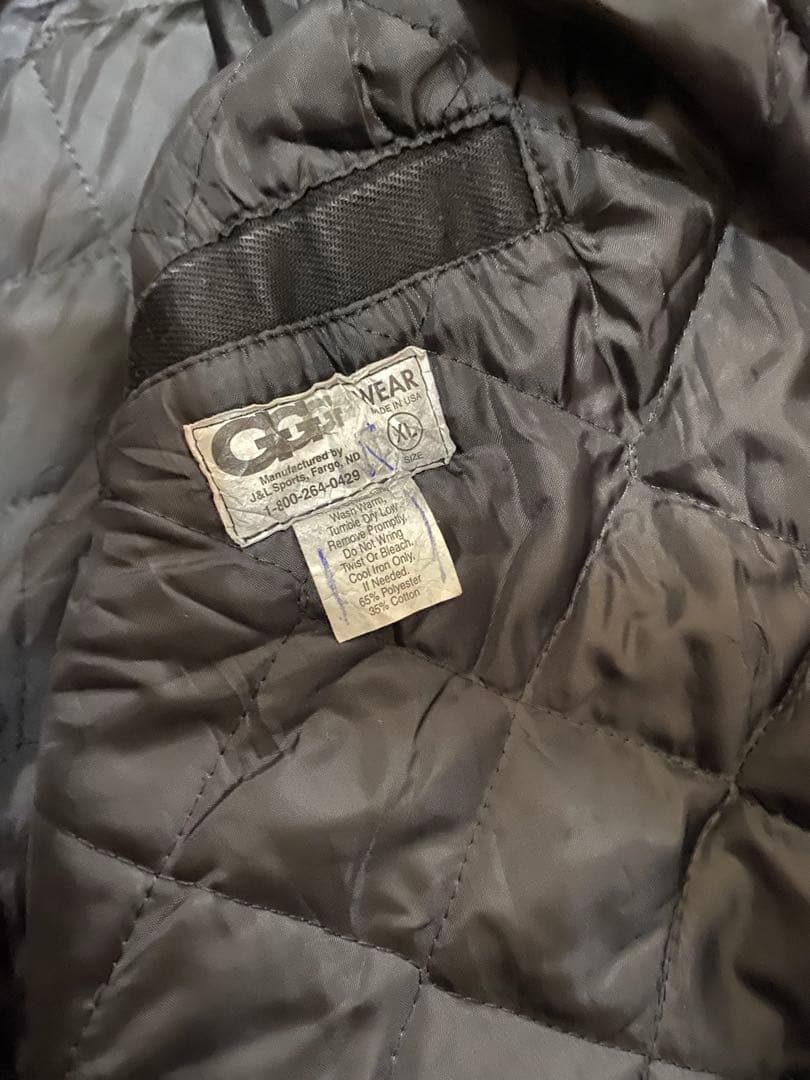 WEAR
MADE IN USA
XL
SIZE
Manufactured by
J&L Sports, Fargo, ND
1-800-264-0429
Wash Warm,
Tumble Dry Low
Remove Promptly.
Do Not Wring
Twist Or Bleach.
Cool Iron Only,
If Needed.
65% Polyester
35% Cotton